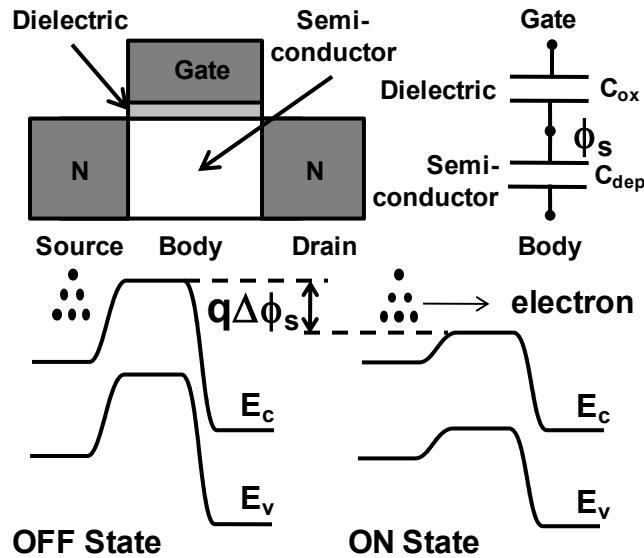 Dielectric
Semi-
conductor
Gate
N
N
Source
Body
Drain
Gate
Dielectric
Cox
ϕs
Semi-
conductor
Cdep
Body
qΔϕs
electron
Ec
Ev
Ec
Ev
OFF State
ON State